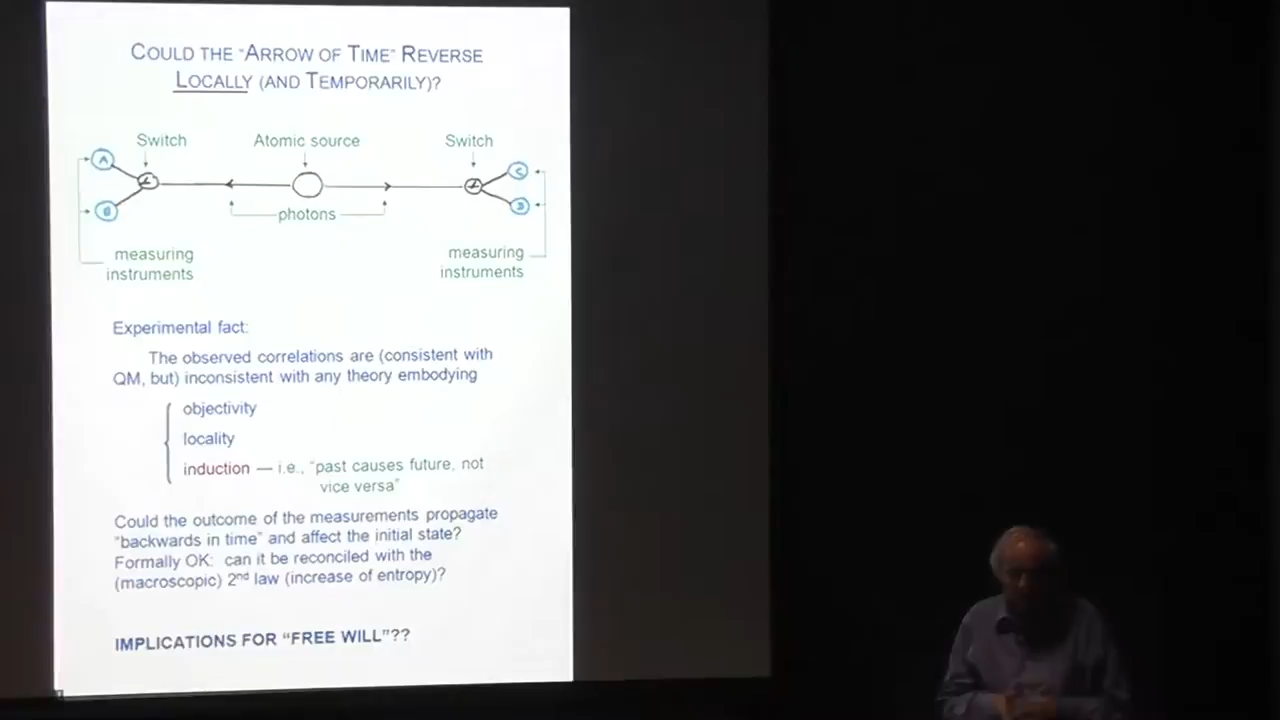 COULD THE "ARROW OF TIME" REVERSE
LOCALLY (AND TEMPORARILY)?
Switch Atomic source Switch
A C
B D
photons
measuring instruments
measuring instruments
Experimental fact:
The observed correlations are (consistent with
QM, but) inconsistent with any theory embodying
objectivity
locality
induction — i.e., "past causes future, not
vice versa"
Could the outcome of the measurements propagate
"backwards in time" and affect the initial state?
Formally OK: can it be reconciled with the
(macroscopic) 2nd law (increase of entropy)?
IMPLICATIONS FOR "FREE WILL"??